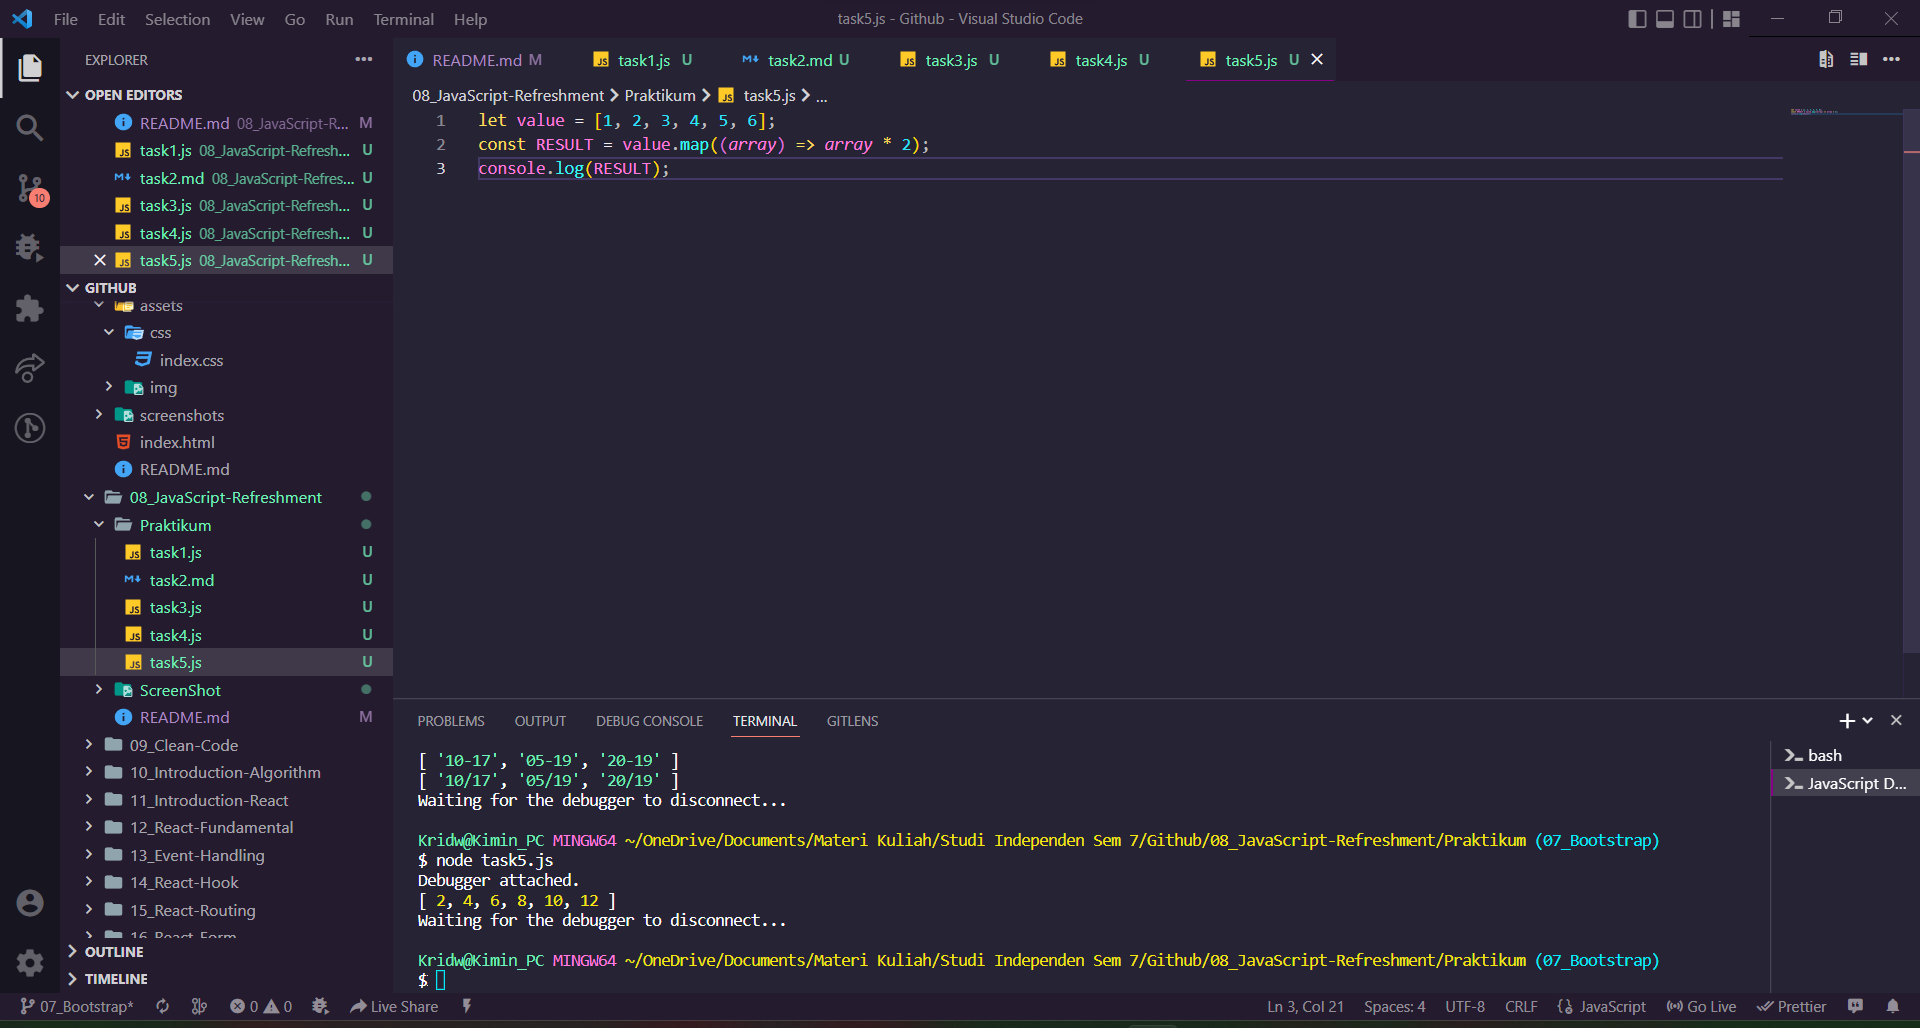 File Edit Selection View Go Run Terminal Help
task5.js - Github - Visual Studio Code
EXPLORER
README.md M
task1.js U
task2.md U
task3.js U
task4.js U
task5.js U
OPEN EDITORS
README.md 08_JavaScript-R... M
task1.js 08_JavaScript-Refresh... U
task2.md 08_JavaScript-Refres... U
task3.js 08_JavaScript-Refresh... U
task4.js 08_JavaScript-Refresh... U
task5.js 08_JavaScript-Refresh... U
10
GITHUB
assets
css
index.css
img
screenshots
index.html
README.md
08_JavaScript-Refreshment
Praktikum
task1.js U
task2.md U
task3.js U
task4.js U
task5.js U
ScreenShot
README.md M
09_Clean-Code
10_Introduction-Algorithm
11_Introduction-React
12_React-Fundamental
13_Event-Handling
14_React-Hook
15_React-Routing
16_React-Form
OUTLINE
TIMELINE
08_JavaScript-Refreshment > Praktikum > JS task5.js > ...
1 let value = [1, 2, 3, 4, 5, 6];
2 const RESULT = value.map((array) => array * 2);
3 console.log(RESULT);
PROBLEMS OUTPUT DEBUG CONSOLE TERMINAL GITLENS
[ '10-17', '05-19', '20-19' ]
[ '10/17', '05/19', '20/19' ]
Waiting for the debugger to disconnect...
Kridw@Kimin_PC MINGW64 ~/OneDrive/Documents/Materi Kuliah/Studi Independen Sem 7/Github/08_JavaScript-Refreshment/Praktikum (07_Bootstrap)
$ node task5.js
Debugger attached.
[ 2, 4, 6, 8, 10, 12 ]
Waiting for the debugger to disconnect...
Kridw@Kimin_PC MINGW64 ~/OneDrive/Documents/Materi Kuliah/Studi Independen Sem 7/Github/08_JavaScript-Refreshment/Praktikum (07_Bootstrap)
$
bash
JavaScript D...
07_Bootstrap* 0 0 Live Share
Ln 3, Col 21 Spaces: 4 UTF-8 CRLF JavaScript Go Live Prettier